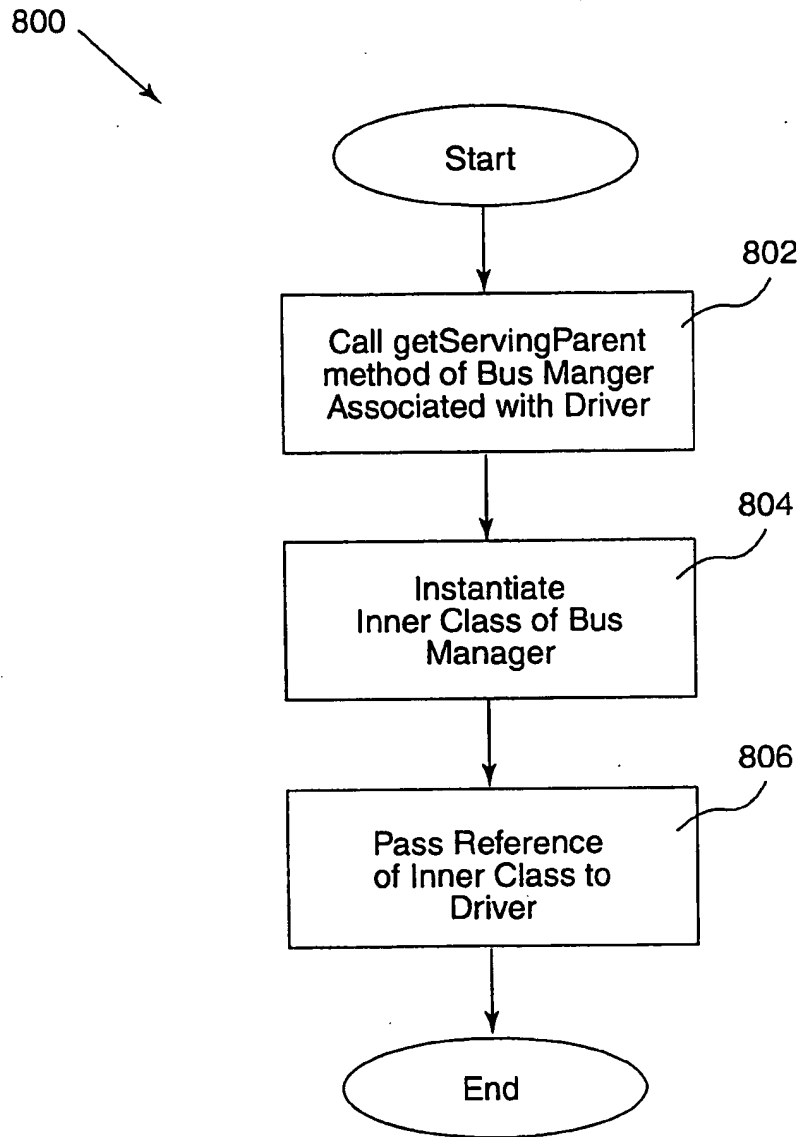 800
Start
802
Call getServingParent
method of Bus Manger
Associated with Driver
804
Instantiate
Inner Class of Bus
Manager
806
Pass Reference
of Inner Class to
Driver
End